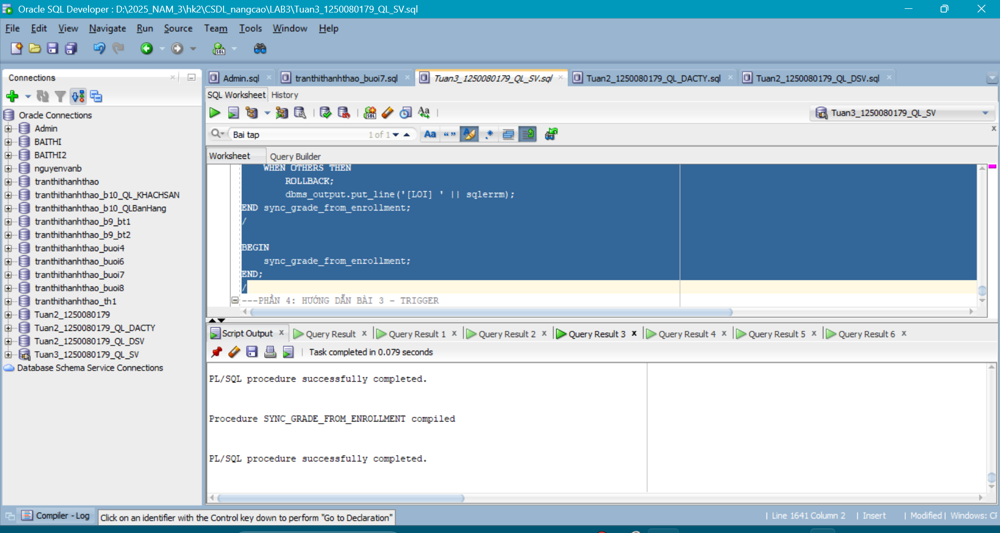 Oracle SQL Developer : D:\2025_NAM_3\hk2\CSDL_nangcao\LAB3\Tuan3_1250080179_QL_SV.sql
File Edit View Navigate Run Source Team Tools Window Help
Connections
Oracle Connections
Admin
BAITHI
BAITHI2
nguyenvanb
tranthithanhthao
tranthithanhthao_b10_QL_KHACHSAN
tranthithanhthao_b10_QLBanHang
tranthithanhthao_b9_bt1
tranthithanhthao_b9_bt2
tranthithanhthao_buoi4
tranthithanhthao_buoi6
tranthithanhthao_buoi7
tranthithanhthao_buoi8
tranthithanhthao_th1
Tuan2_1250080179
Tuan2_1250080179_QL_DACTY
Tuan2_1250080179_QL_DSV
Tuan3_1250080179_QL_SV
Database Schema Service Connections
Admin.sql tranthithanhthao_buoi7.sql Tuan3_1250080179_QL_SV.sql Tuan2_1250080179_QL_DACTY.sql Tuan2_1250080179_QL_DSV.sql
SQL Worksheet History
Tuan3_1250080179_QL_SV
Bai tap 1 of 1
Worksheet Query Builder
WHEN OTHERS THEN
ROLLBACK;
dbms_output.put_line('[LOI] ' || sqlerrm);
END sync_grade_from_enrollment;
/
BEGIN
sync_grade_from_enrollment;
END;
/
---PHẦN 4: HƯỚNG DẪN BÀI 3 - TRIGGER
Script Output Query Result Query Result 1 Query Result 2 Query Result 3 Query Result 4 Query Result 5 Query Result 6
Task completed in 0.079 seconds
PL/SQL procedure successfully completed.
Procedure SYNC_GRADE_FROM_ENROLLMENT compiled
PL/SQL procedure successfully completed.
Compiler - Log
Click on an identifier with the Control key down to perform "Go to Declaration"
Line 1641 Column 2 | Insert | Modified | Windows: CR